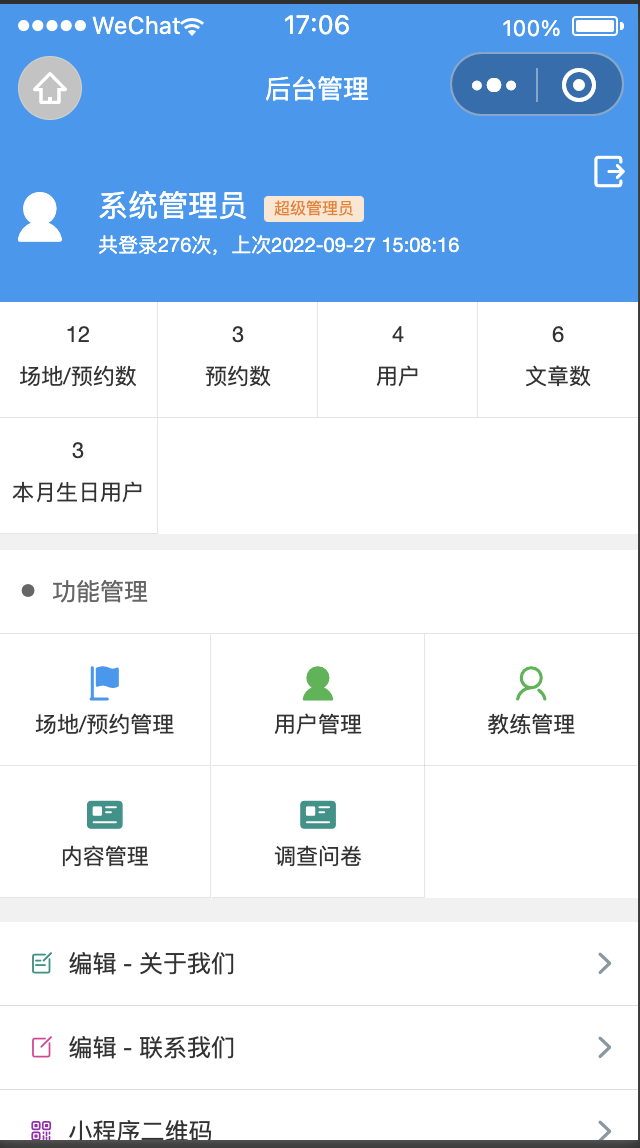 WeChat 17:06 100%
后台管理
系统管理员 超级管理员
共登录276次，上次2022-09-27 15:08:16
12 3 4 6
场地/预约数 预约数 用户 文章数
3
本月生日用户
功能管理
场地/预约管理 用户管理 教练管理
内容管理 调查问卷
编辑 - 关于我们
编辑 - 联系我们
小程序二维码